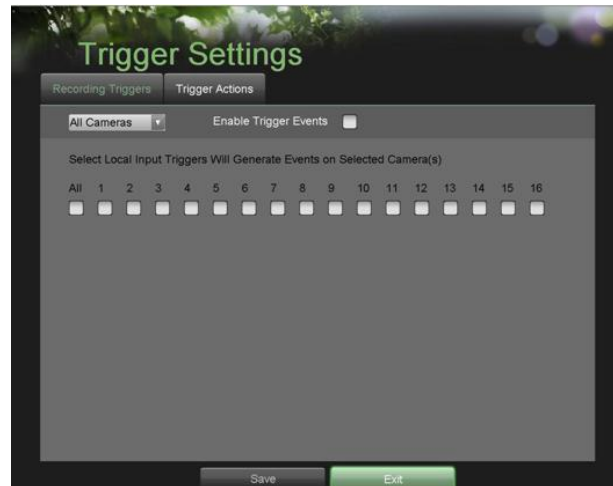 Trigger Settings
Recording Triggers Trigger Actions
All Cameras Enable Trigger Events
Select Local Input Triggers Will Generate Events on Selected Camera(s)
All 1 2 3 4 5 6 7 8 9 10 11 12 13 14 15 16
Save Exit